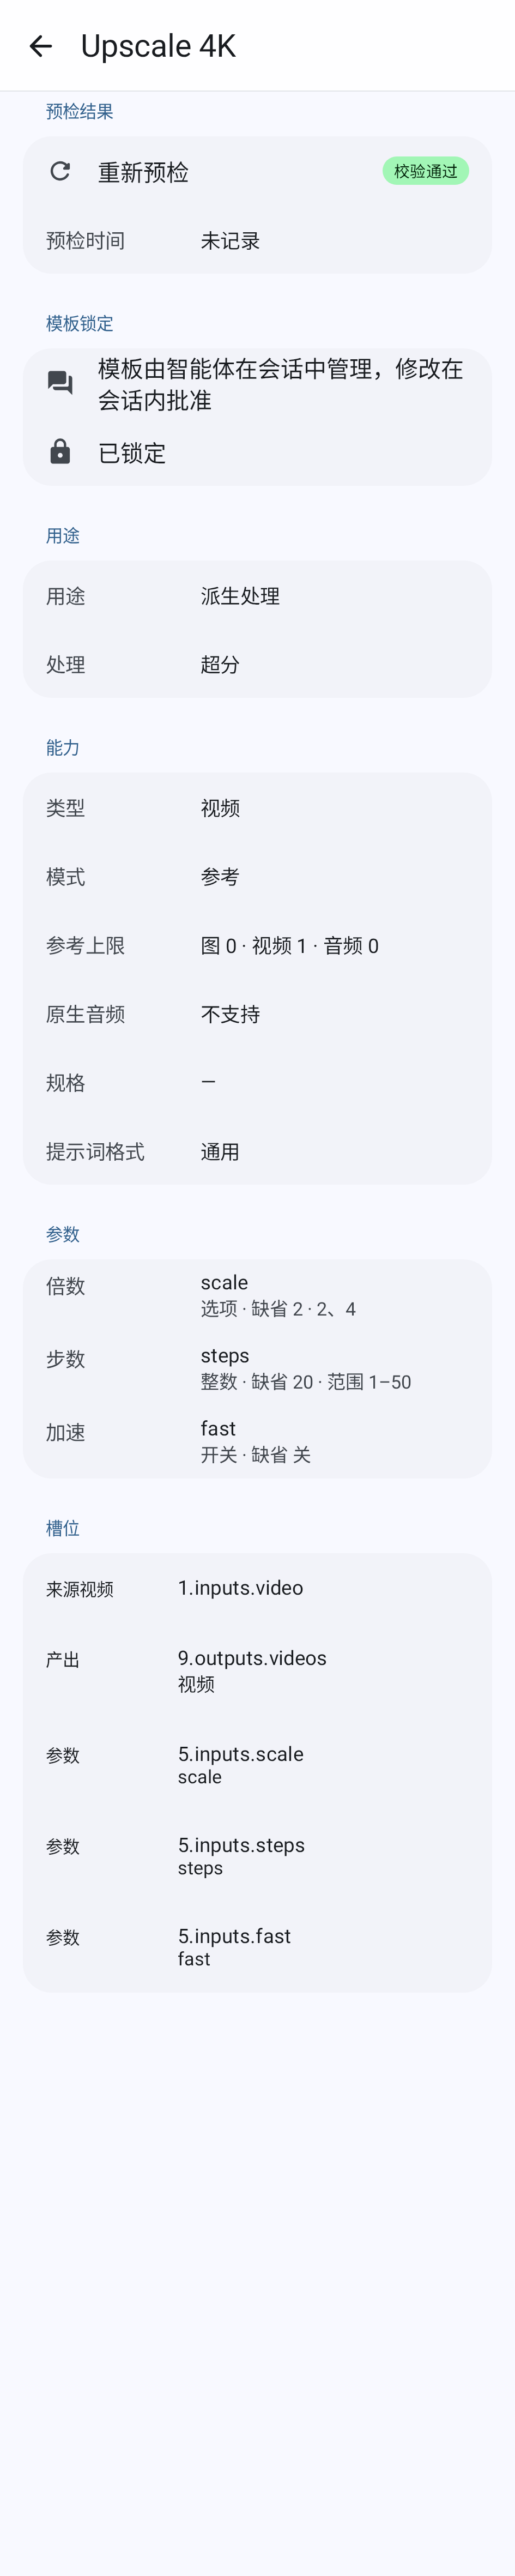 Upscale 4K
预检结果
重新预检
校验通过
预检时间
未记录
模板锁定
模板由智能体在会话中管理，修改在
会话内批准
已锁定
用途
用途
派生处理
处理
超分
能力
类型
视频
模式
参考
参考上限
图 0 · 视频 1 · 音频 0
原生音频
不支持
规格
—
提示词格式
通用
参数
倍数
scale
选项 · 缺省 2 · 2、4
步数
steps
整数 · 缺省 20 · 范围 1–50
加速
fast
开关 · 缺省 关
槽位
来源视频
1.inputs.video
产出
9.outputs.videos
视频
参数
5.inputs.scale
scale
参数
5.inputs.steps
steps
参数
5.inputs.fast
fast